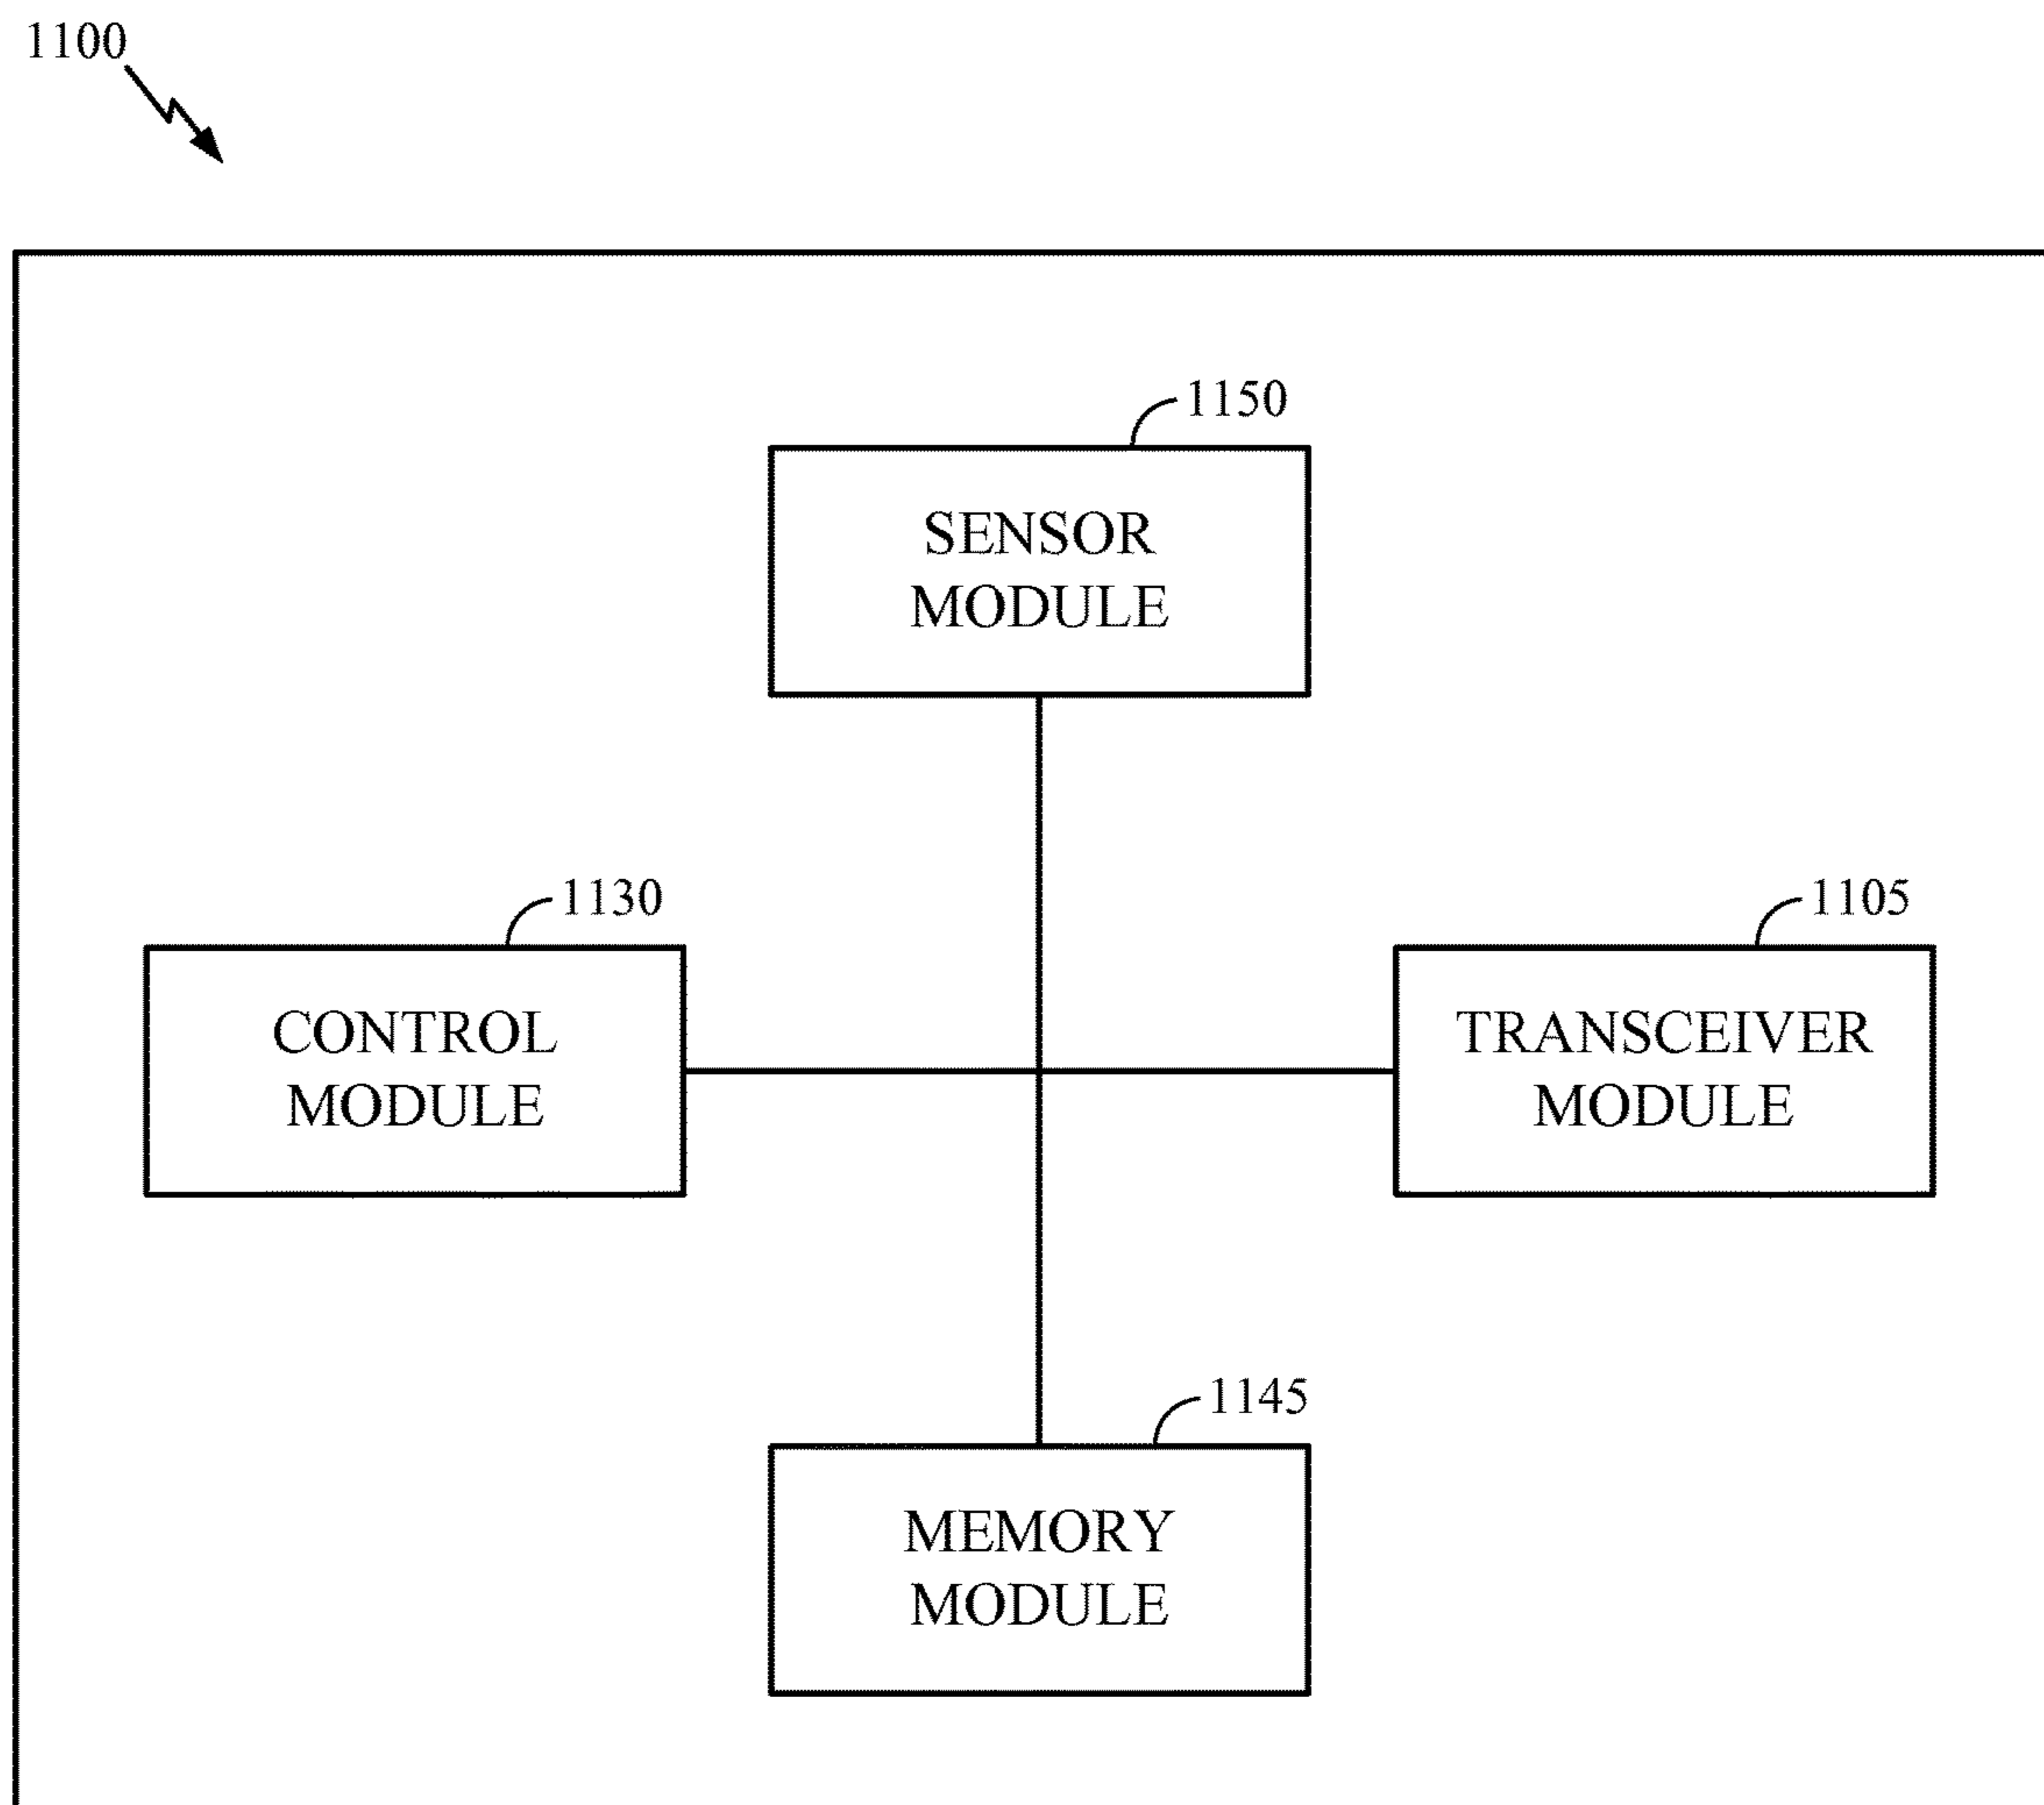 1100
1150
SENSOR
MODULE
1130
CONTROL
MODULE
1105
TRANSCEIVER
MODULE
1145
MEMORY
MODULE